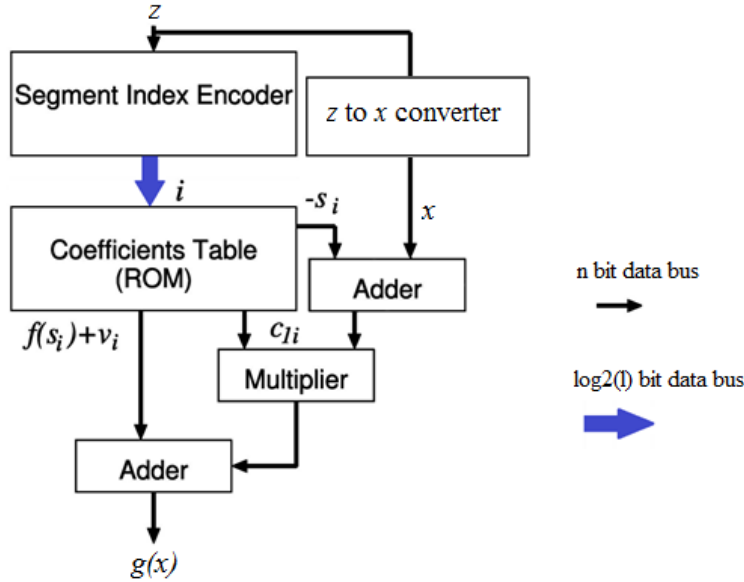 z
Segment Index Encoder
z to x converter
i
-s i
x
Coefficients Table
(ROM)
Adder
n bit data bus
f(si)+vi
c1i
Multiplier
log2(l) bit data bus
Adder
g(x)